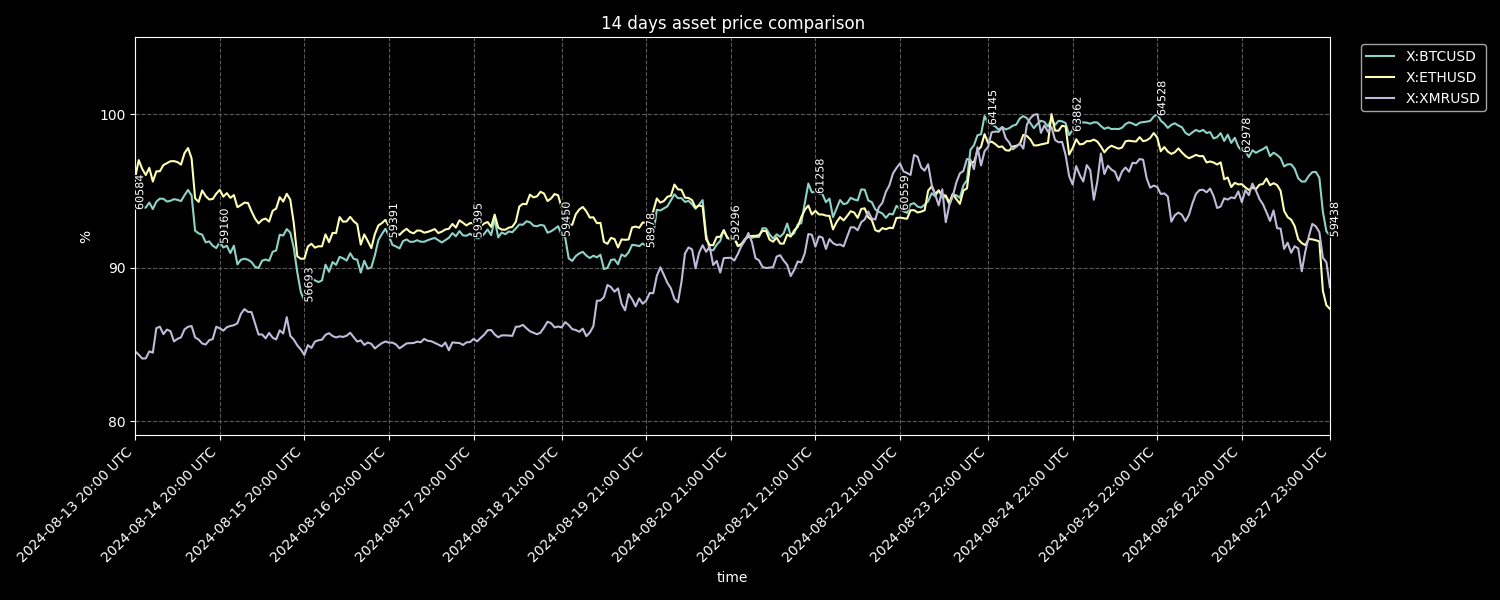 14 days asset price comparison
X:BTCUSD
X:ETHUSD
X:XMRUSD
%
100
90
80
60584
59160
56693
59391
59395
59450
58978
59296
61258
60559
64145
63862
64528
62978
59438
2024-08-13 20:00 UTC
2024-08-14 20:00 UTC
2024-08-15 20:00 UTC
2024-08-16 20:00 UTC
2024-08-17 20:00 UTC
2024-08-18 21:00 UTC
2024-08-19 21:00 UTC
2024-08-20 21:00 UTC
2024-08-21 21:00 UTC
2024-08-22 21:00 UTC
2024-08-23 22:00 UTC
2024-08-24 22:00 UTC
2024-08-25 22:00 UTC
2024-08-26 22:00 UTC
2024-08-27 23:00 UTC
time